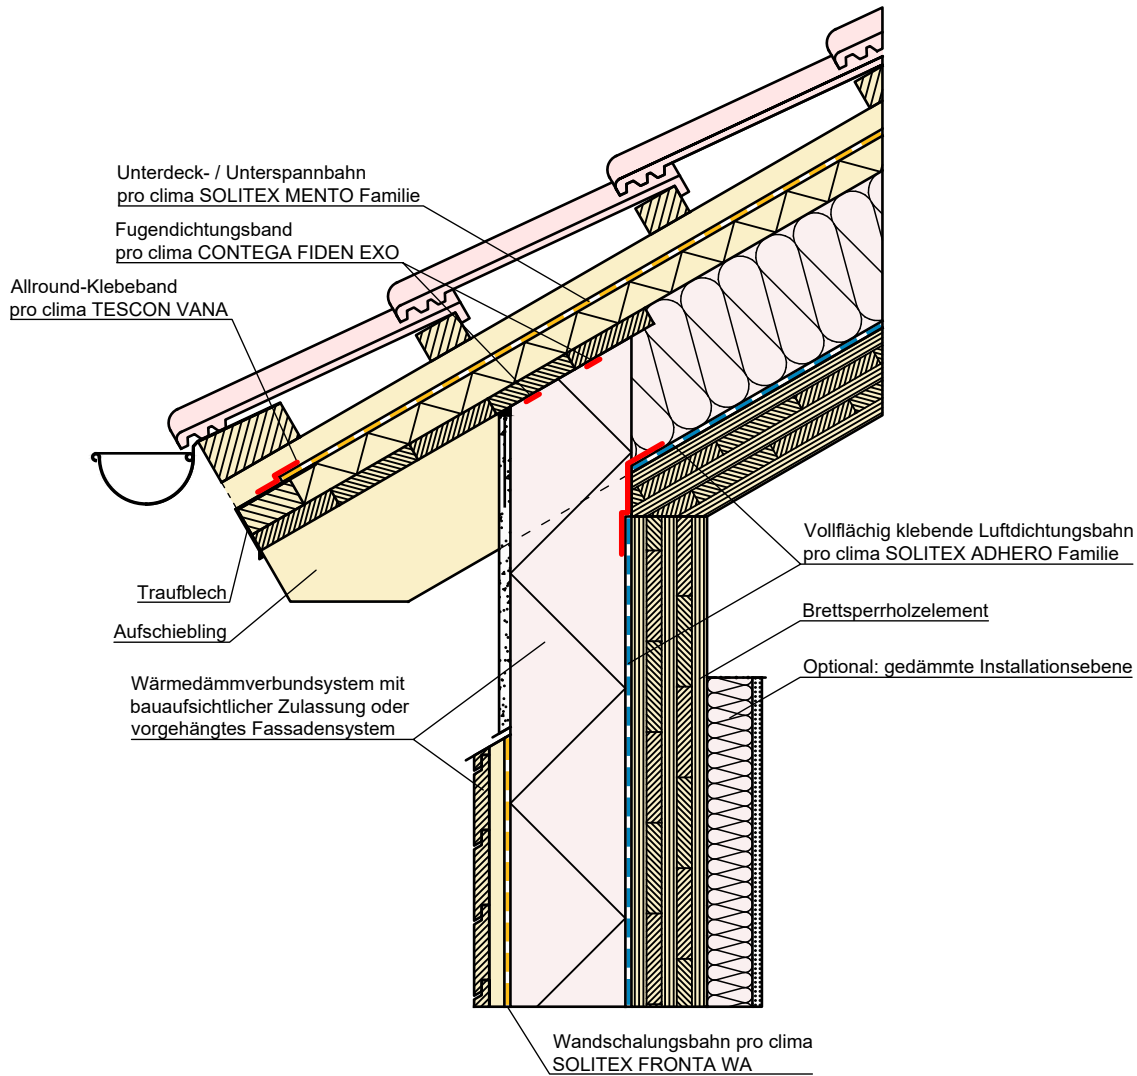 Unterdeck- / Unterspannbahn
pro clima SOLITEX MENTO Familie
Fugendichtungsband
pro clima CONTEGA FIDEN EXO
Allround-Klebeband
pro clima TESCON VANA
Vollflächig klebende Luftdichtungsbahn
pro clima SOLITEX ADHERO Familie
Traufblech
Brettsperrholzelement
Aufschiebling
Optional: gedämmte Installationsebene
Wärmedämmverbundsystem mit
bauaufsichtlicher Zulassung oder
vorgehängtes Fassadensystem
Wandschalungsbahn pro clima
SOLITEX FRONTA WA